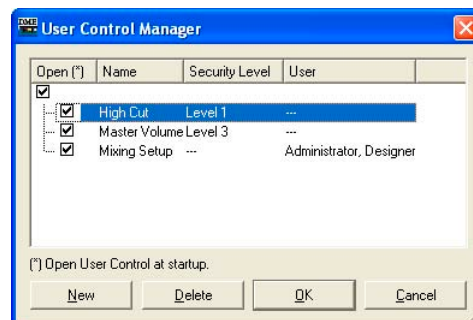 DME User Control Manager
Open (*) Name Security Level User
High Cut Level 1 ---
Master Volume Level 3 ---
Mixing Setup --- Administrator, Designer
(*) Open User Control at startup.
New Delete OK Cancel